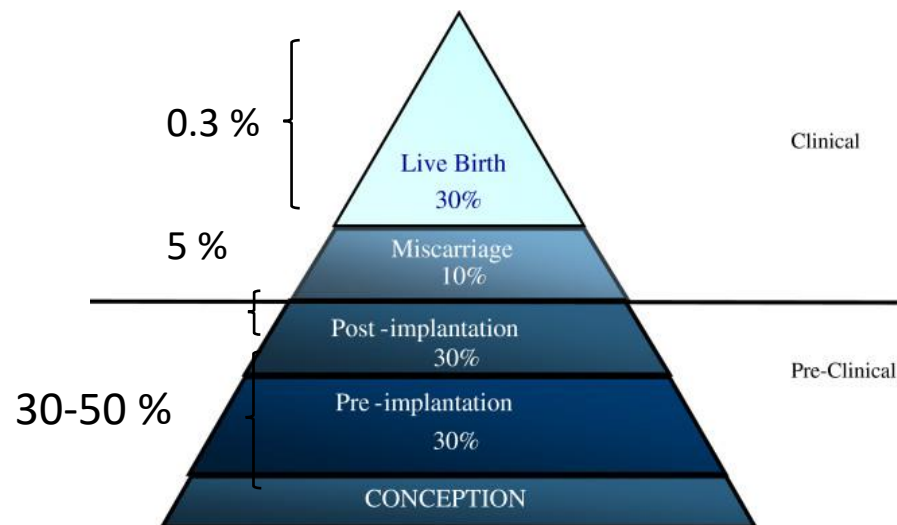 0.3 %
Clinical
Live Birth
30%
5 %
Miscarriage
10%
Post -implantation
30%
Pre-Clinical
30-50 %
Pre -implantation
30%
CONCEPTION